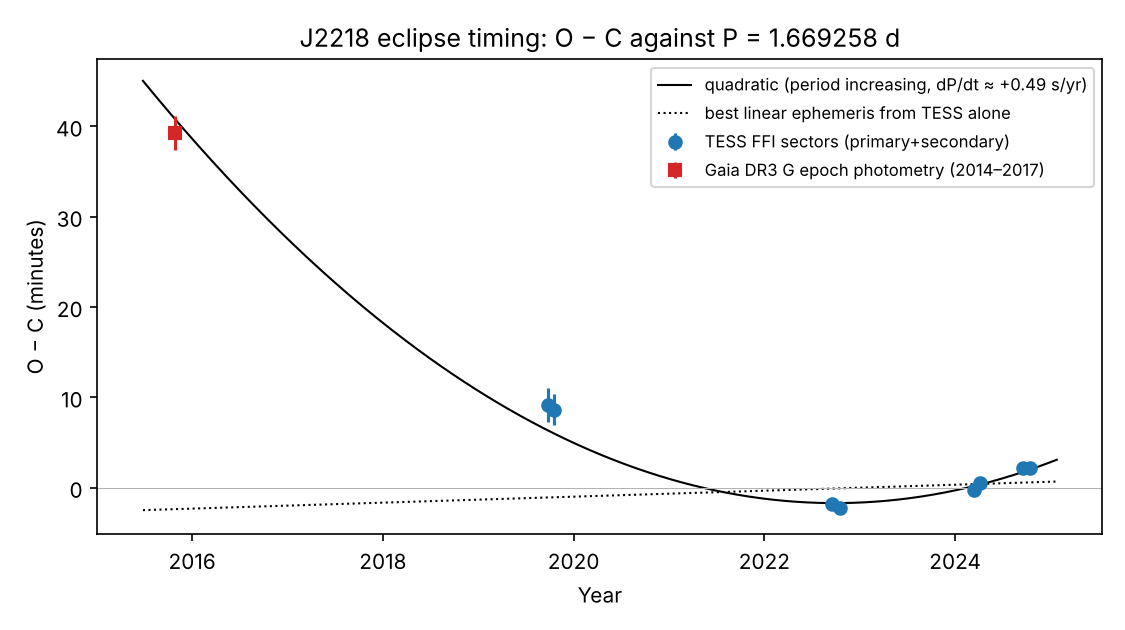 J2218 eclipse timing: O − C against P = 1.669258 d
quadratic (period increasing, dP/dt ≈ +0.49 s/yr)
best linear ephemeris from TESS alone
TESS FFI sectors (primary+secondary)
Gaia DR3 G epoch photometry (2014–2017)
O − C (minutes)
40
30
20
10
0
2016
2018
2020
2022
2024
Year